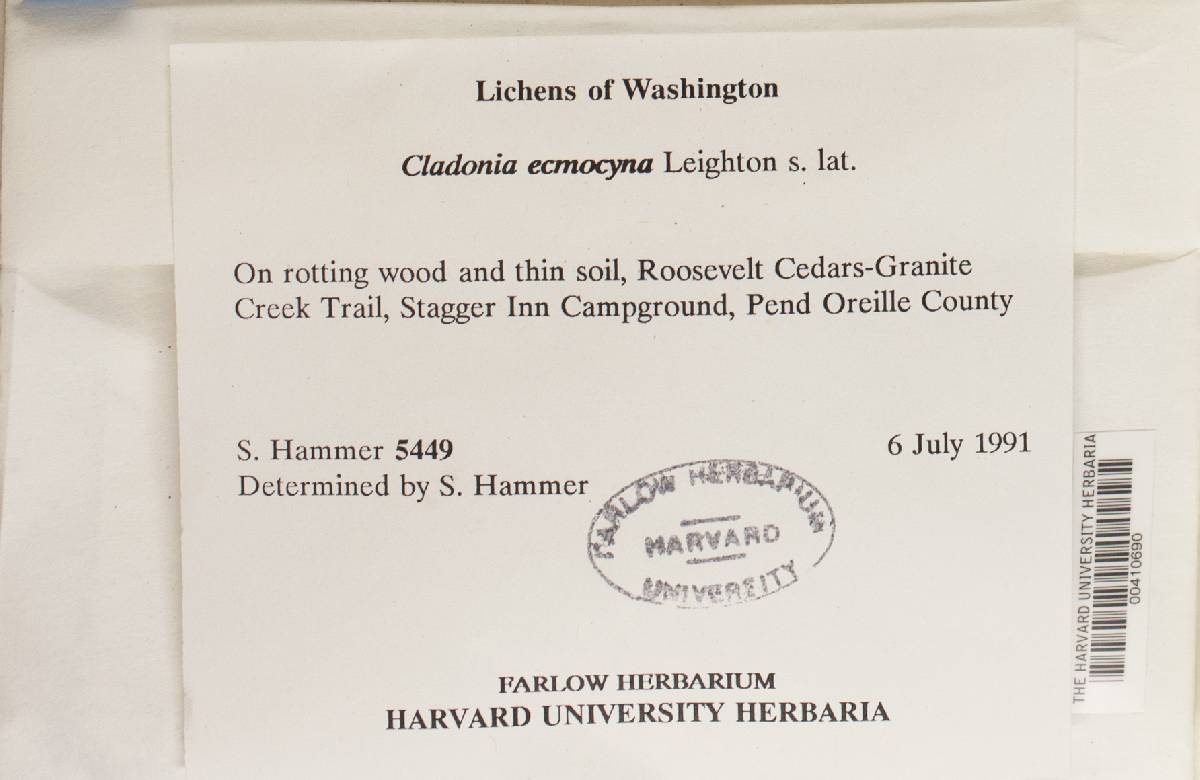 Lichens of Washington
Cladonia ecmocyna Leighton s. lat.
On rotting wood and thin soil, Roosevelt Cedars-Granite
Creek Trail, Stagger Inn Campground, Pend Oreille County
S. Hammer 5449
6 July 1991
Determined by S. Hammer
FARLOW HERBARIUM
HARVARD
UNIVERSITY
FARLOW HERBARIUM
HARVARD UNIVERSITY HERBARIA
THE HARVARD UNIVERSITY HERBARIA
00410690